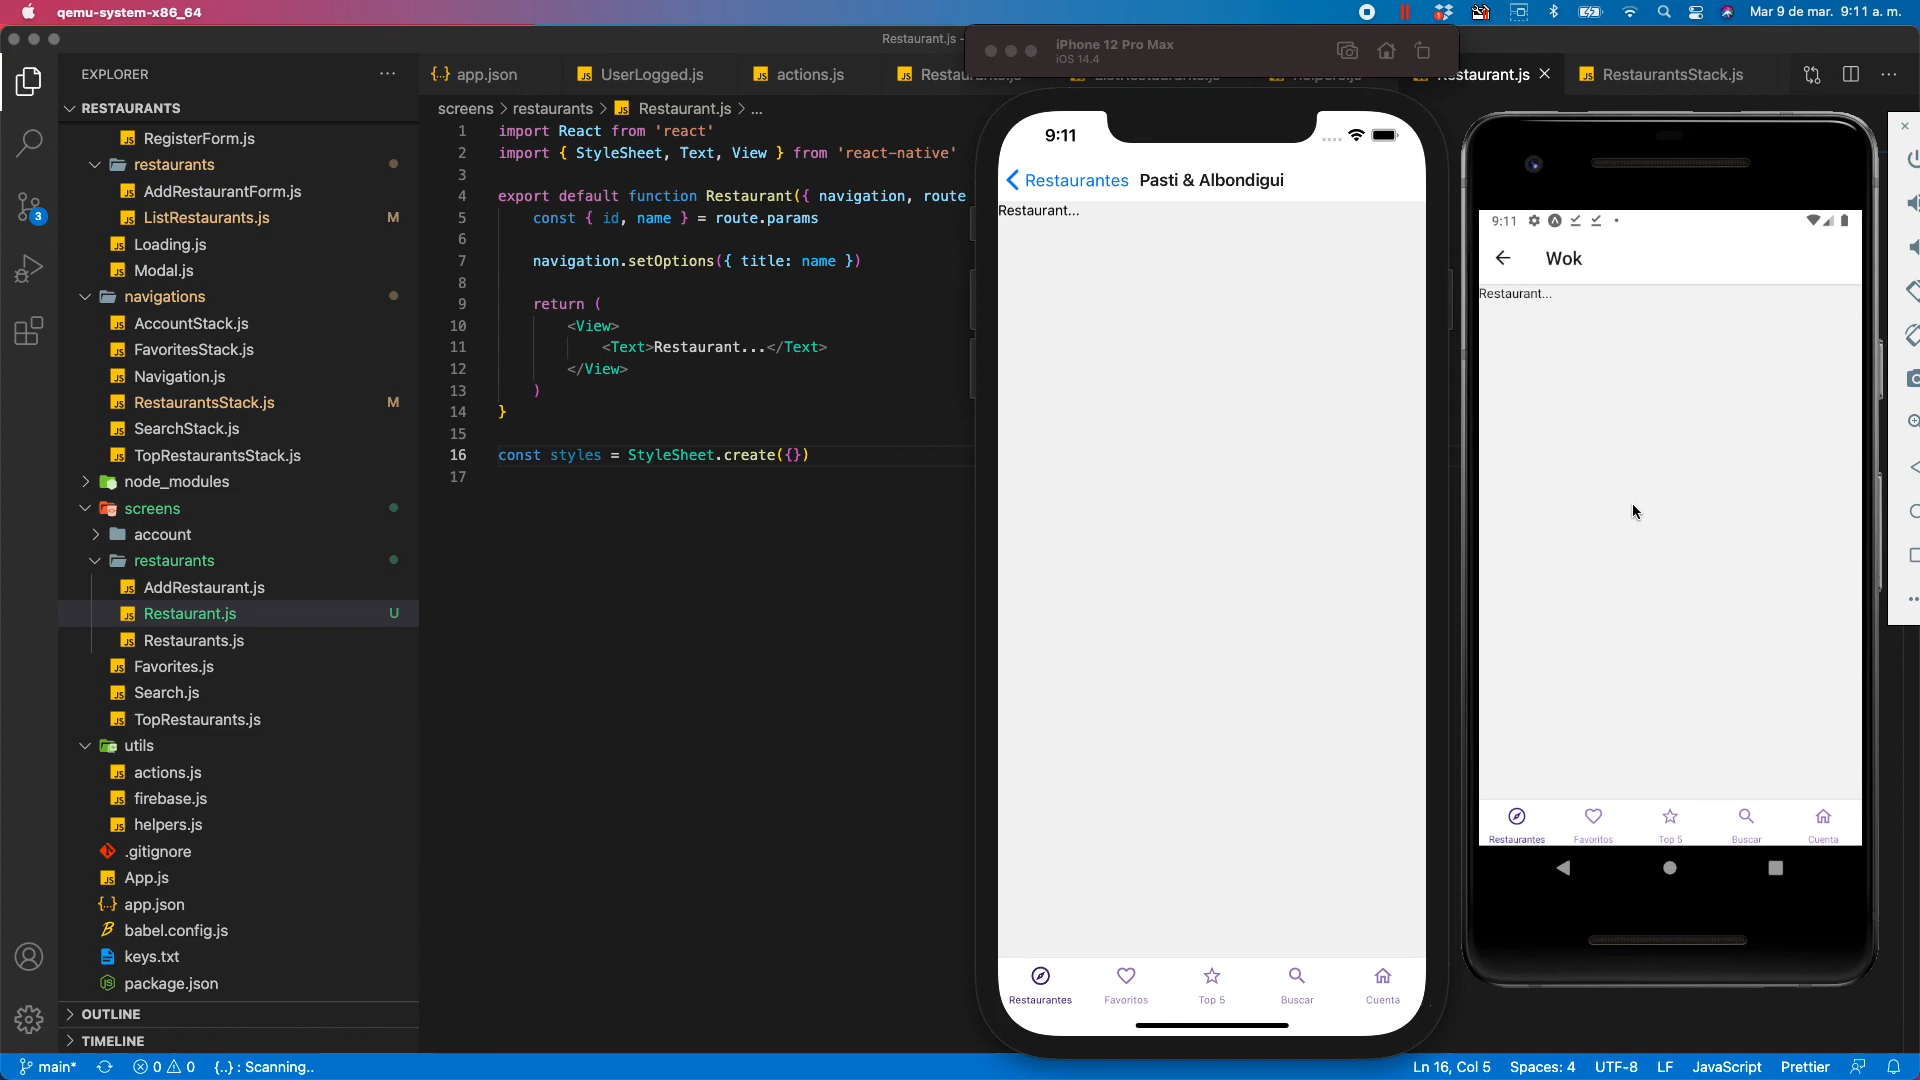 qemu-system-x86_64
Mar 9 de mar. 9:11 a. m.
Restaurant.js -
EXPLORER
RESTAURANTS
RegisterForm.js
restaurants
AddRestaurantForm.js
ListRestaurants.js M
Loading.js
Modal.js
navigations
AccountStack.js
FavoritesStack.js
Navigation.js
RestaurantsStack.js M
SearchStack.js
TopRestaurantsStack.js
node_modules
screens
account
restaurants
AddRestaurant.js
Restaurant.js U
Restaurants.js
Favorites.js
Search.js
TopRestaurants.js
utils
actions.js
firebase.js
helpers.js
.gitignore
App.js
app.json
babel.config.js
keys.txt
package.json
OUTLINE
TIMELINE
3
app.json
UserLogged.js
actions.js
Restaurant.js
RestaurantsStack.js
screens > restaurants > Restaurant.js > ...
1 import React from 'react'
2 import { StyleSheet, Text, View } from 'react-native'
3
4 export default function Restaurant({ navigation, route
5 const { id, name } = route.params
6
7 navigation.setOptions({ title: name })
8
9 return (
10 <View>
11 <Text>Restaurant...</Text>
12 </View>
13 )
14 }
15
16 const styles = StyleSheet.create({})
17
iPhone 12 Pro Max
iOS 14.4
9:11
Restaurantes Pasti & Albondigui
Restaurant...
Restaurantes Favoritos Top 5 Buscar Cuenta
9:11
Wok
Restaurant...
Restaurantes Favoritos Top 5 Buscar Cuenta
main* 0 0 {..} : Scanning..
Ln 16, Col 5 Spaces: 4 UTF-8 LF JavaScript Prettier